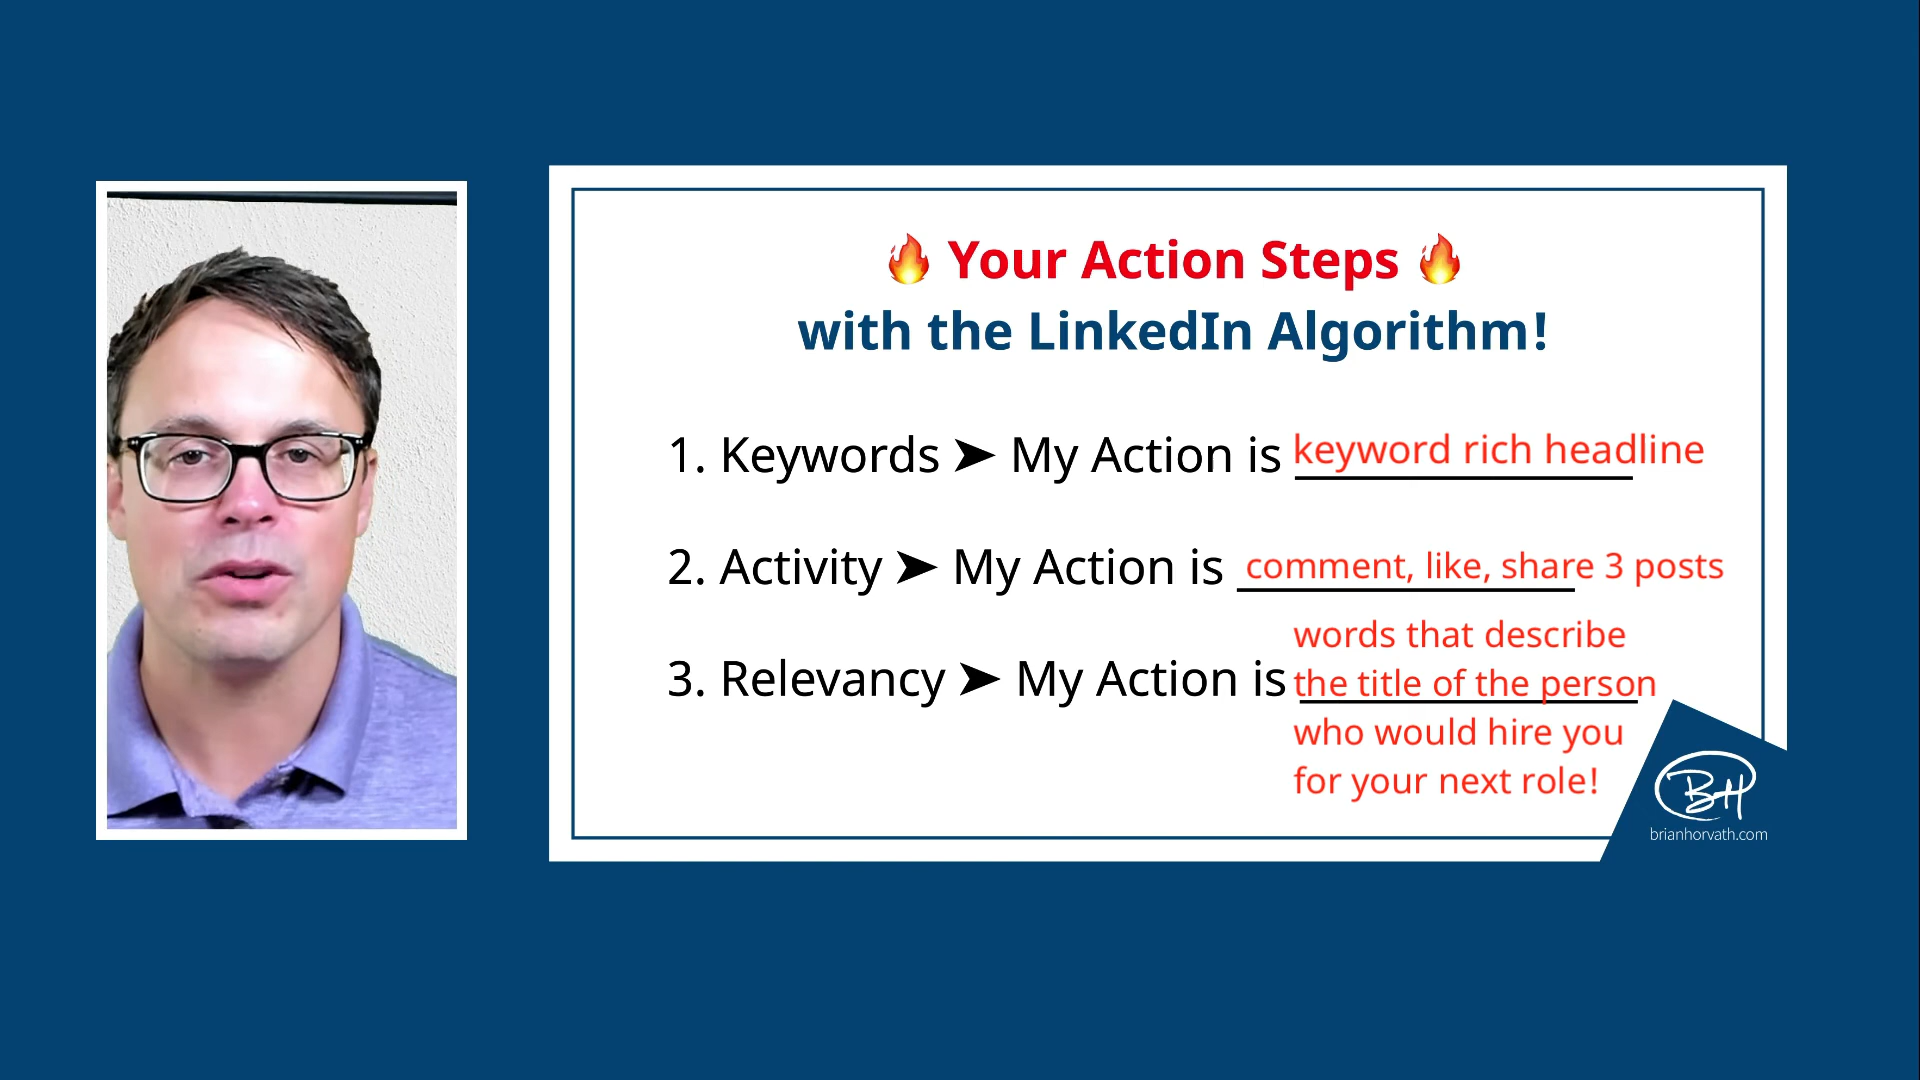 🔥 Your Action Steps 🔥
with the LinkedIn Algorithm!
1. Keywords ➤ My Action is keyword rich headline
2. Activity ➤ My Action is comment, like, share 3 posts
3. Relevancy ➤ My Action is words that describe
the title of the person
who would hire you
for your next role!
BH
brianhorvath.com